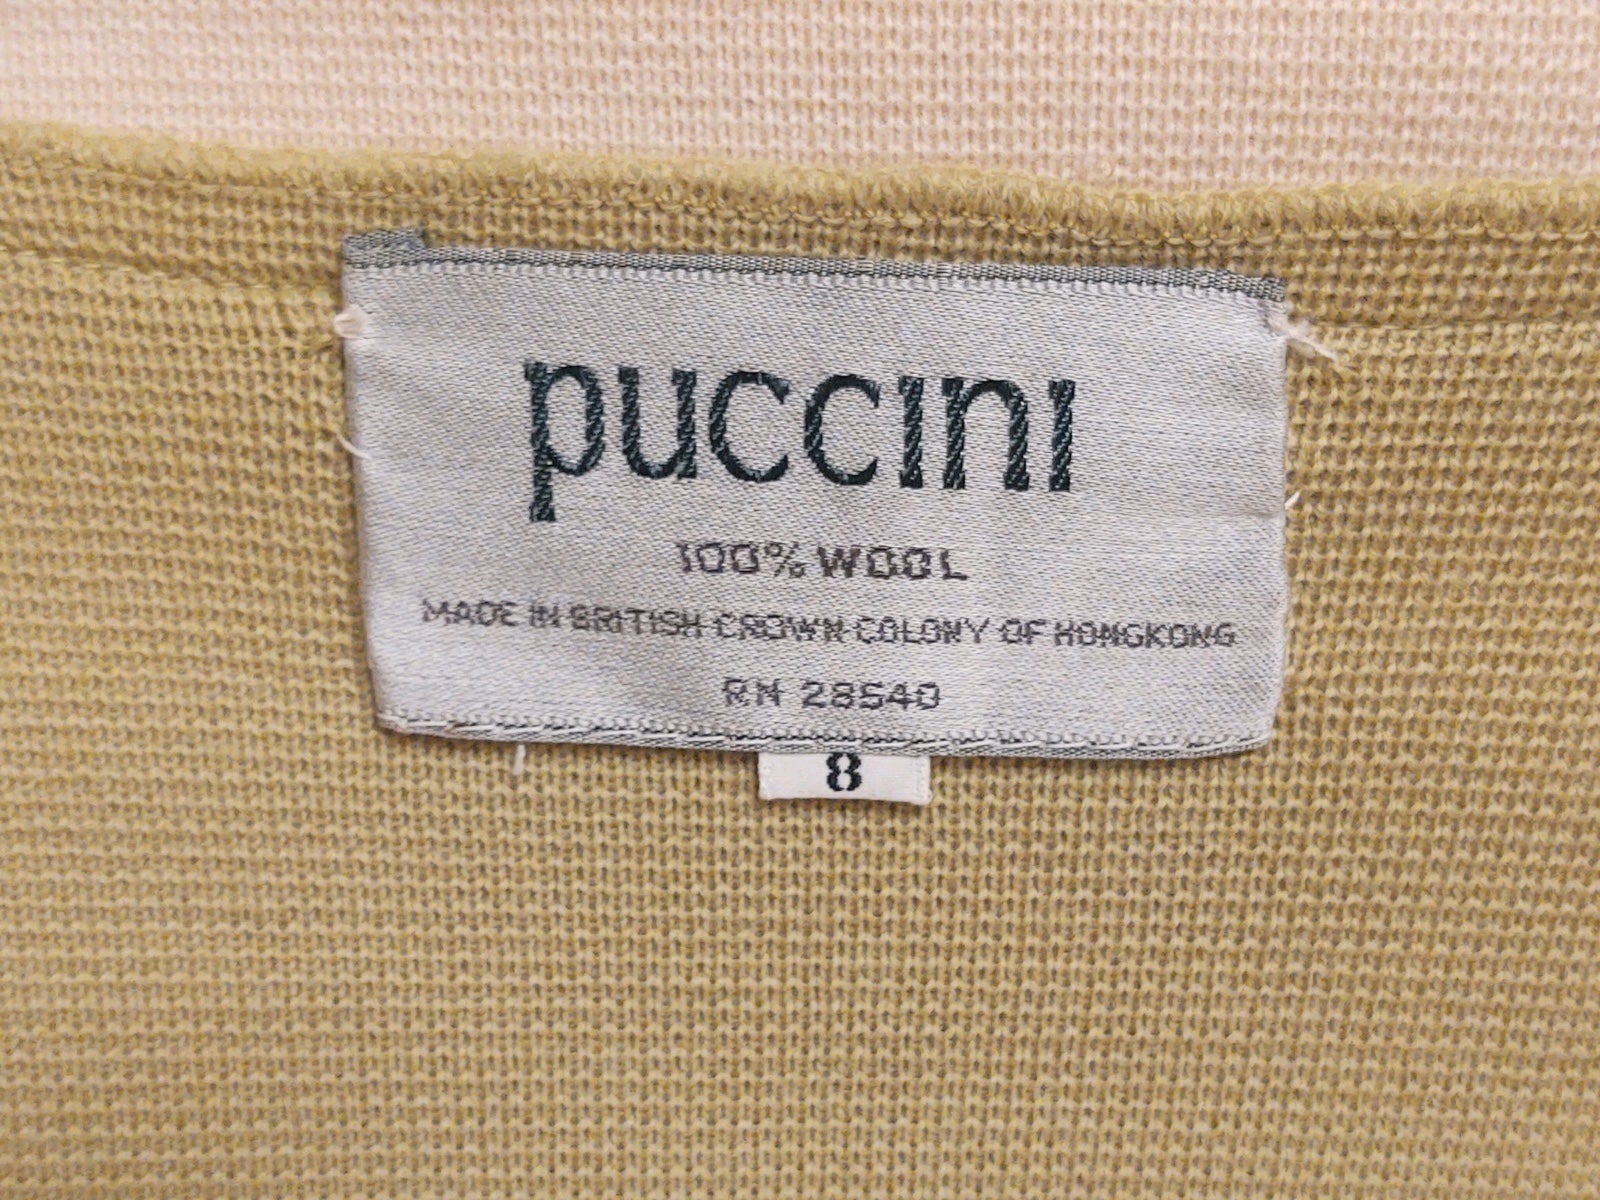 puccini
100% WOOL
MADE IN BRITISH CROWN COLONY OF HONGKONG
RN 28540
8